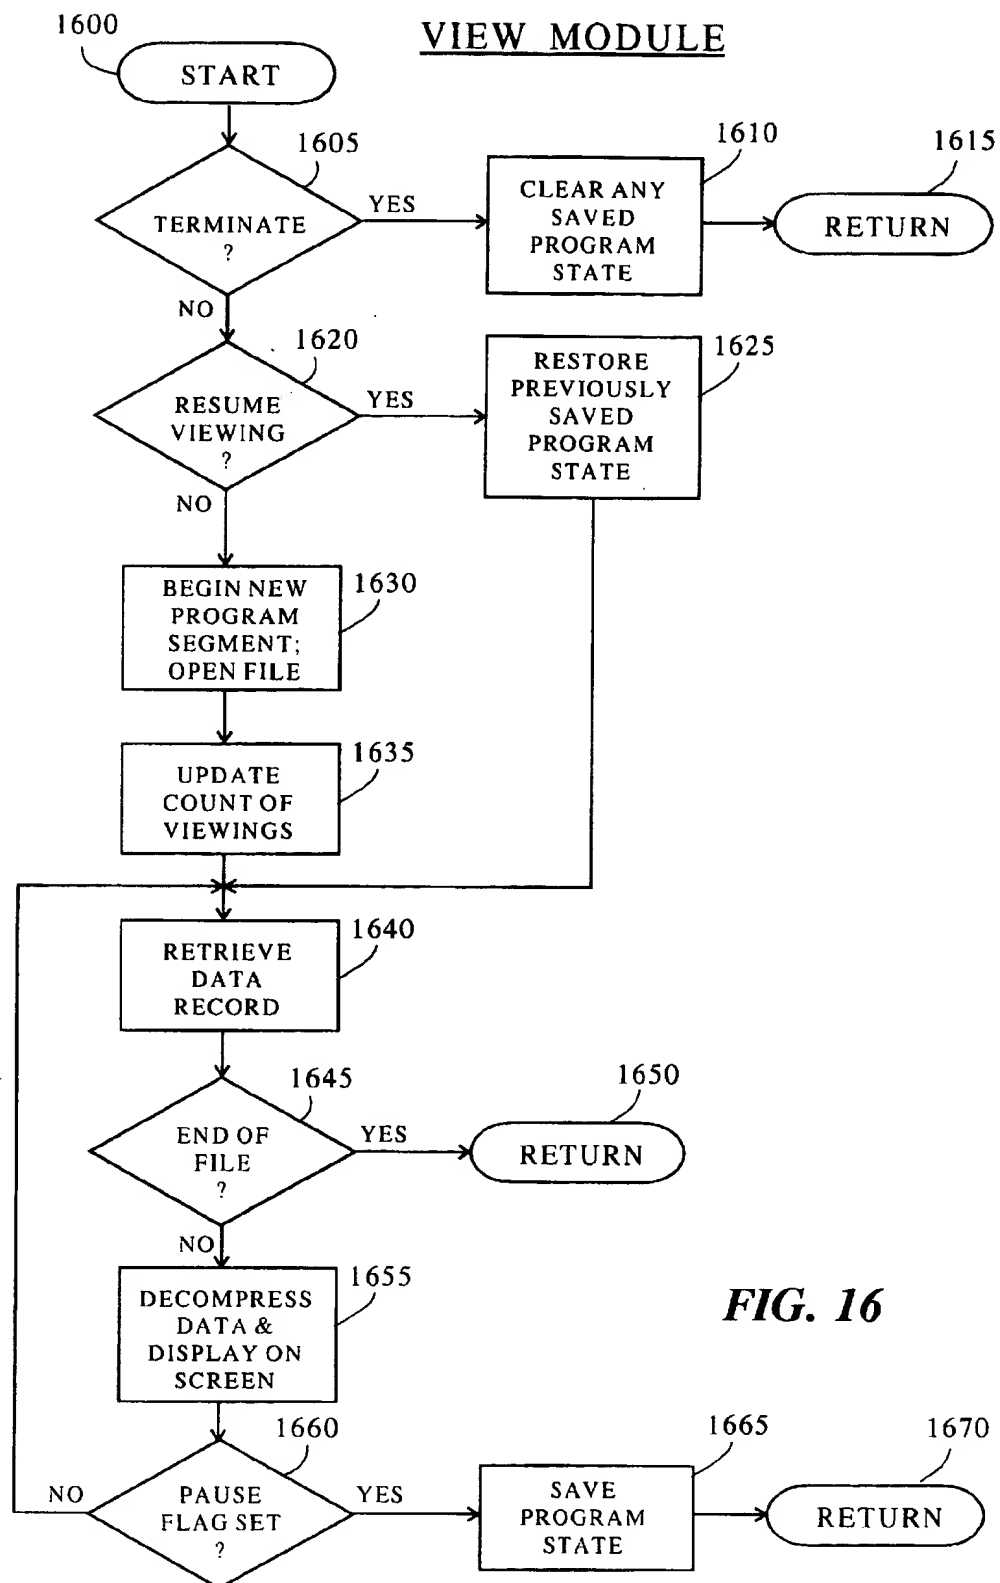 VIEW MODULE
1600
START
1605
TERMINATE
?
YES
1610
CLEAR ANY
SAVED
PROGRAM
STATE
1615
RETURN
NO
1620
RESUME
VIEWING
?
YES
1625
RESTORE
PREVIOUSLY
SAVED
PROGRAM
STATE
NO
1630
BEGIN NEW
PROGRAM
SEGMENT;
OPEN FILE
1635
UPDATE
COUNT OF
VIEWINGS
1640
RETRIEVE
DATA
RECORD
1645
END OF
FILE
?
YES
1650
RETURN
NO
1655
DECOMPRESS
DATA &
DISPLAY ON
SCREEN
FIG. 16
1660
PAUSE
FLAG SET
?
NO
YES
1665
SAVE
PROGRAM
STATE
1670
RETURN